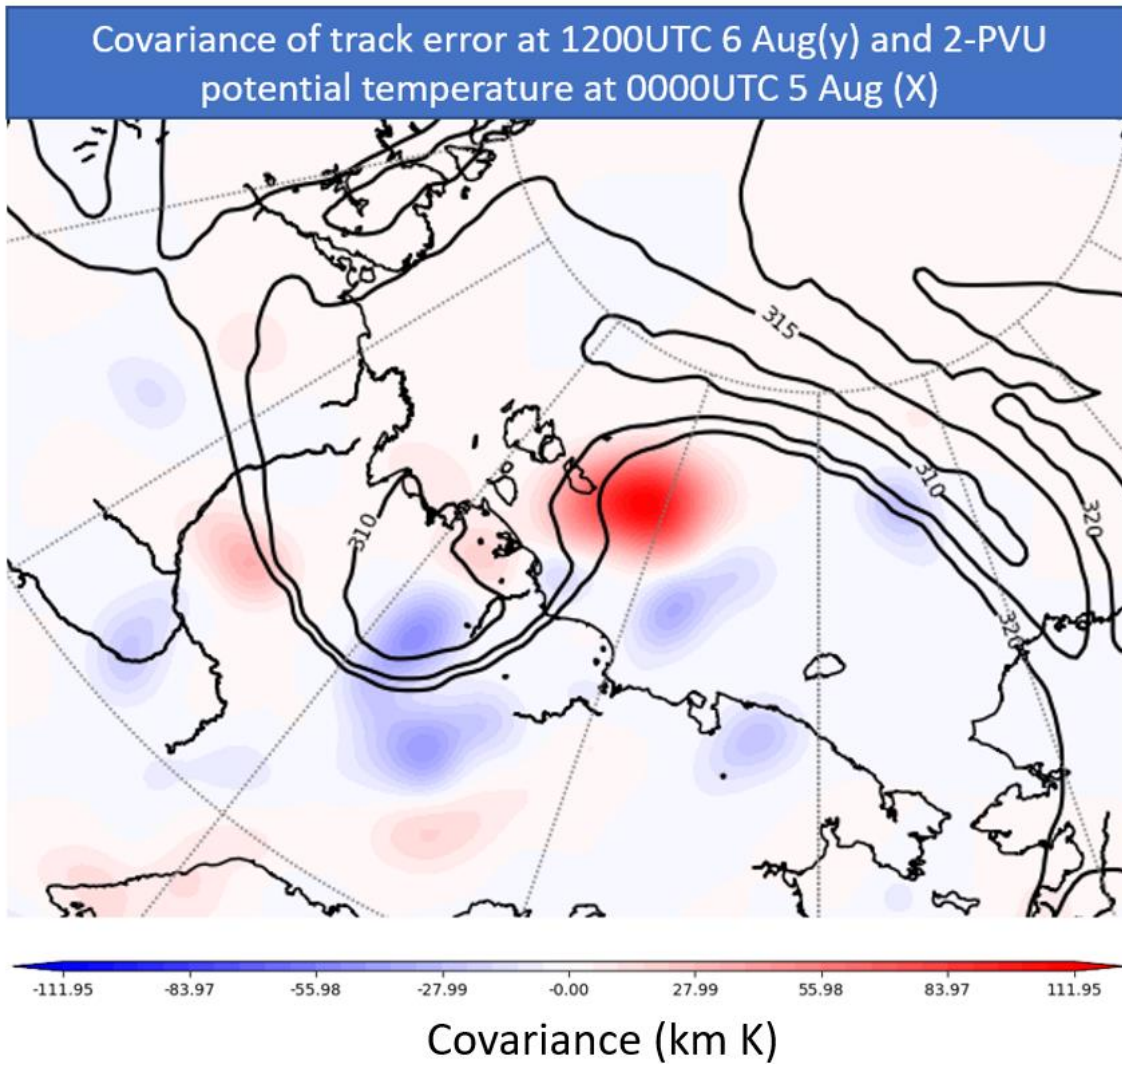 Covariance of track error at 1200UTC 6 Aug(y) and 2-PVU
potential temperature at 0000UTC 5 Aug (X)
315
310
310
320
320
-111.95 -83.97 -55.98 -27.99 -0.00 27.99 55.98 83.97 111.95
Covariance (km K)